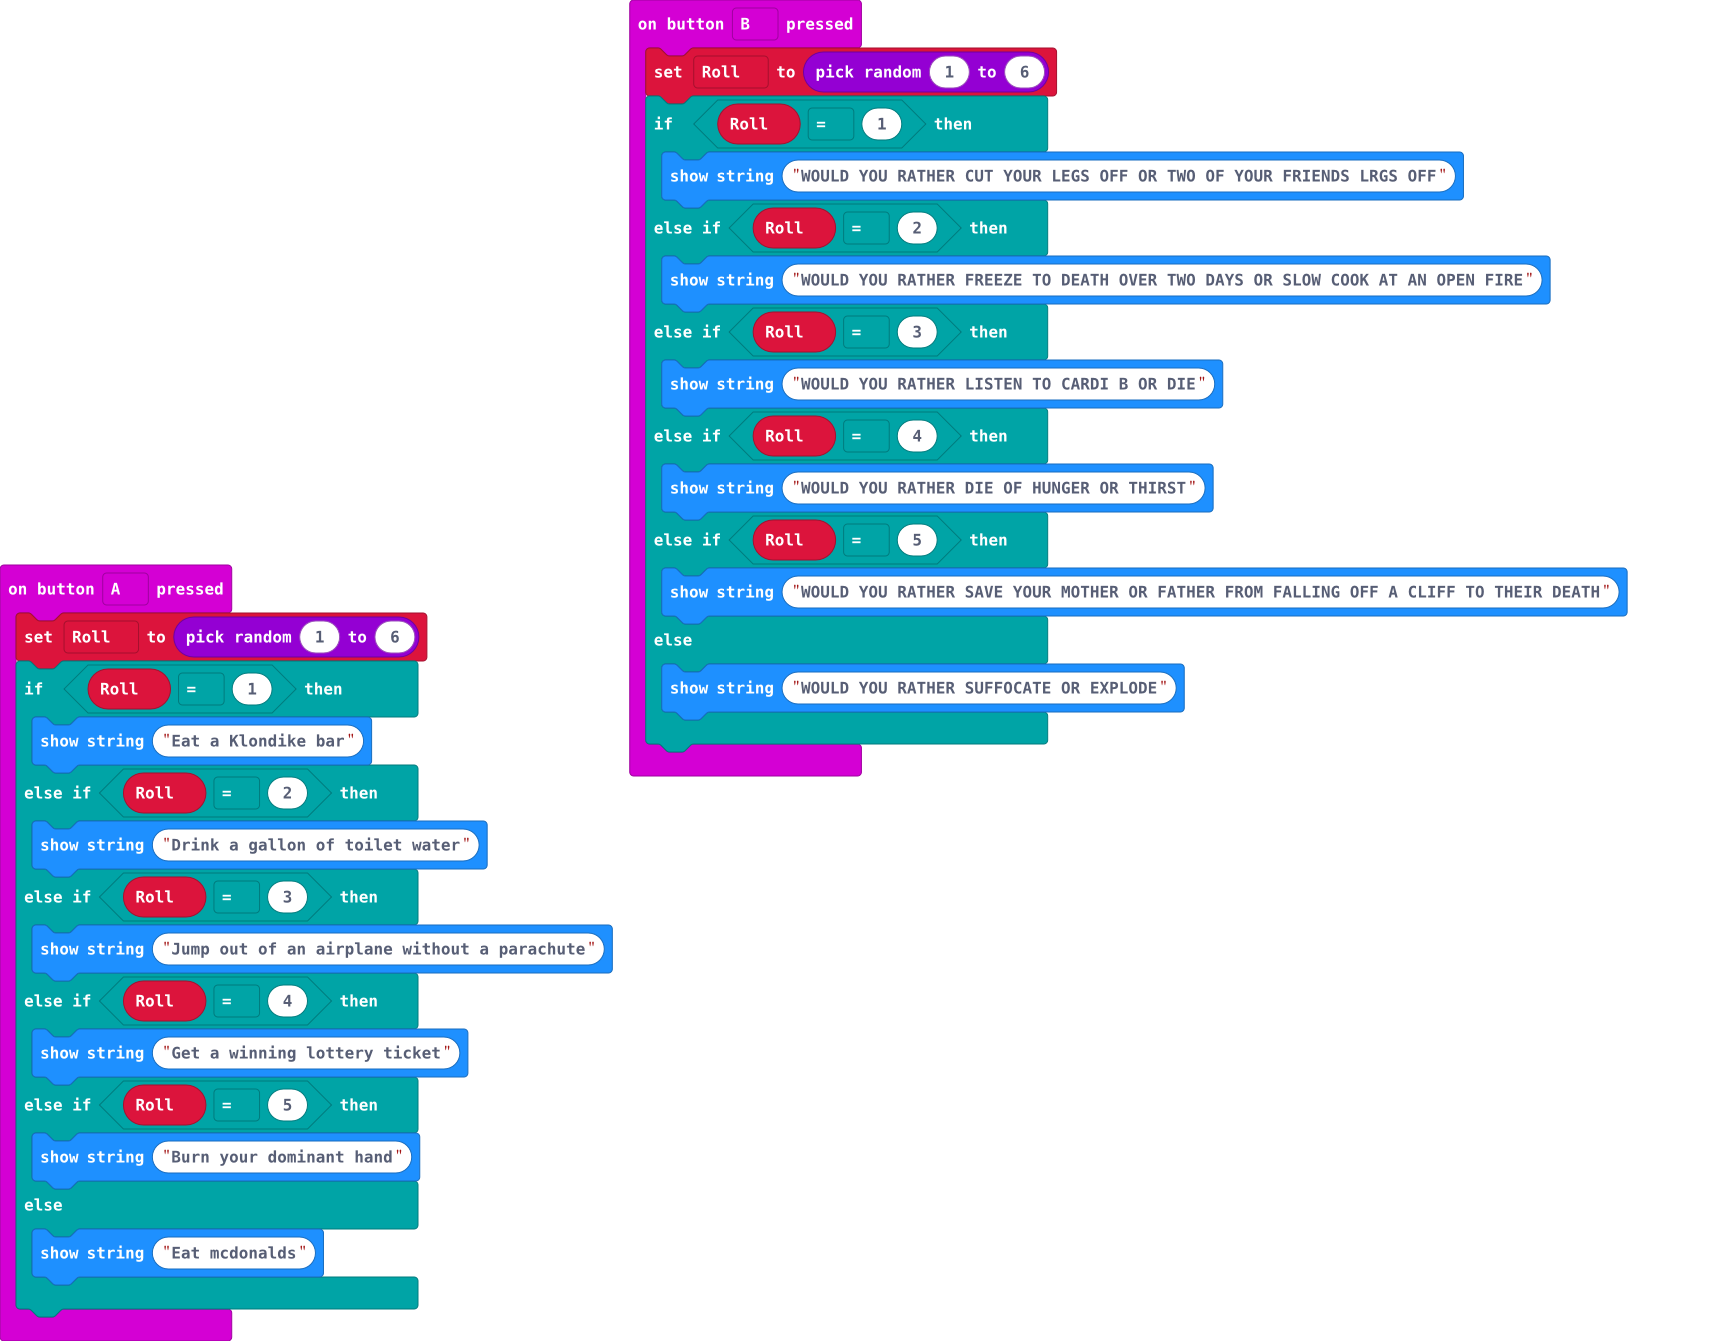 on button B pressed
set Roll to pick random 1 to 6
if Roll = 1 then
show string "WOULD YOU RATHER CUT YOUR LEGS OFF OR TWO OF YOUR FRIENDS LRGS OFF"
else if Roll = 2 then
show string "WOULD YOU RATHER FREEZE TO DEATH OVER TWO DAYS OR SLOW COOK AT AN OPEN FIRE"
else if Roll = 3 then
show string "WOULD YOU RATHER LISTEN TO CARDI B OR DIE"
else if Roll = 4 then
show string "WOULD YOU RATHER DIE OF HUNGER OR THIRST"
else if Roll = 5 then
show string "WOULD YOU RATHER SAVE YOUR MOTHER OR FATHER FROM FALLING OFF A CLIFF TO THEIR DEATH"
else
show string "WOULD YOU RATHER SUFFOCATE OR EXPLODE"
on button A pressed
set Roll to pick random 1 to 6
if Roll = 1 then
show string "Eat a Klondike bar"
else if Roll = 2 then
show string "Drink a gallon of toilet water"
else if Roll = 3 then
show string "Jump out of an airplane without a parachute"
else if Roll = 4 then
show string "Get a winning lottery ticket"
else if Roll = 5 then
show string "Burn your dominant hand"
else
show string "Eat mcdonalds"